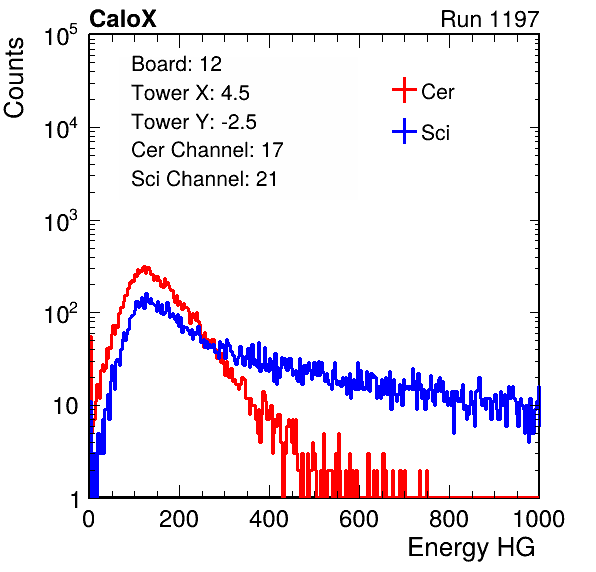 CaloX Run 1197
Counts
10^5
10^4
10^3
10^2
10
1
Board: 12
Tower X: 4.5
Tower Y: -2.5
Cer Channel: 17
Sci Channel: 21
Cer
Sci
0 200 400 600 800 1000
Energy HG